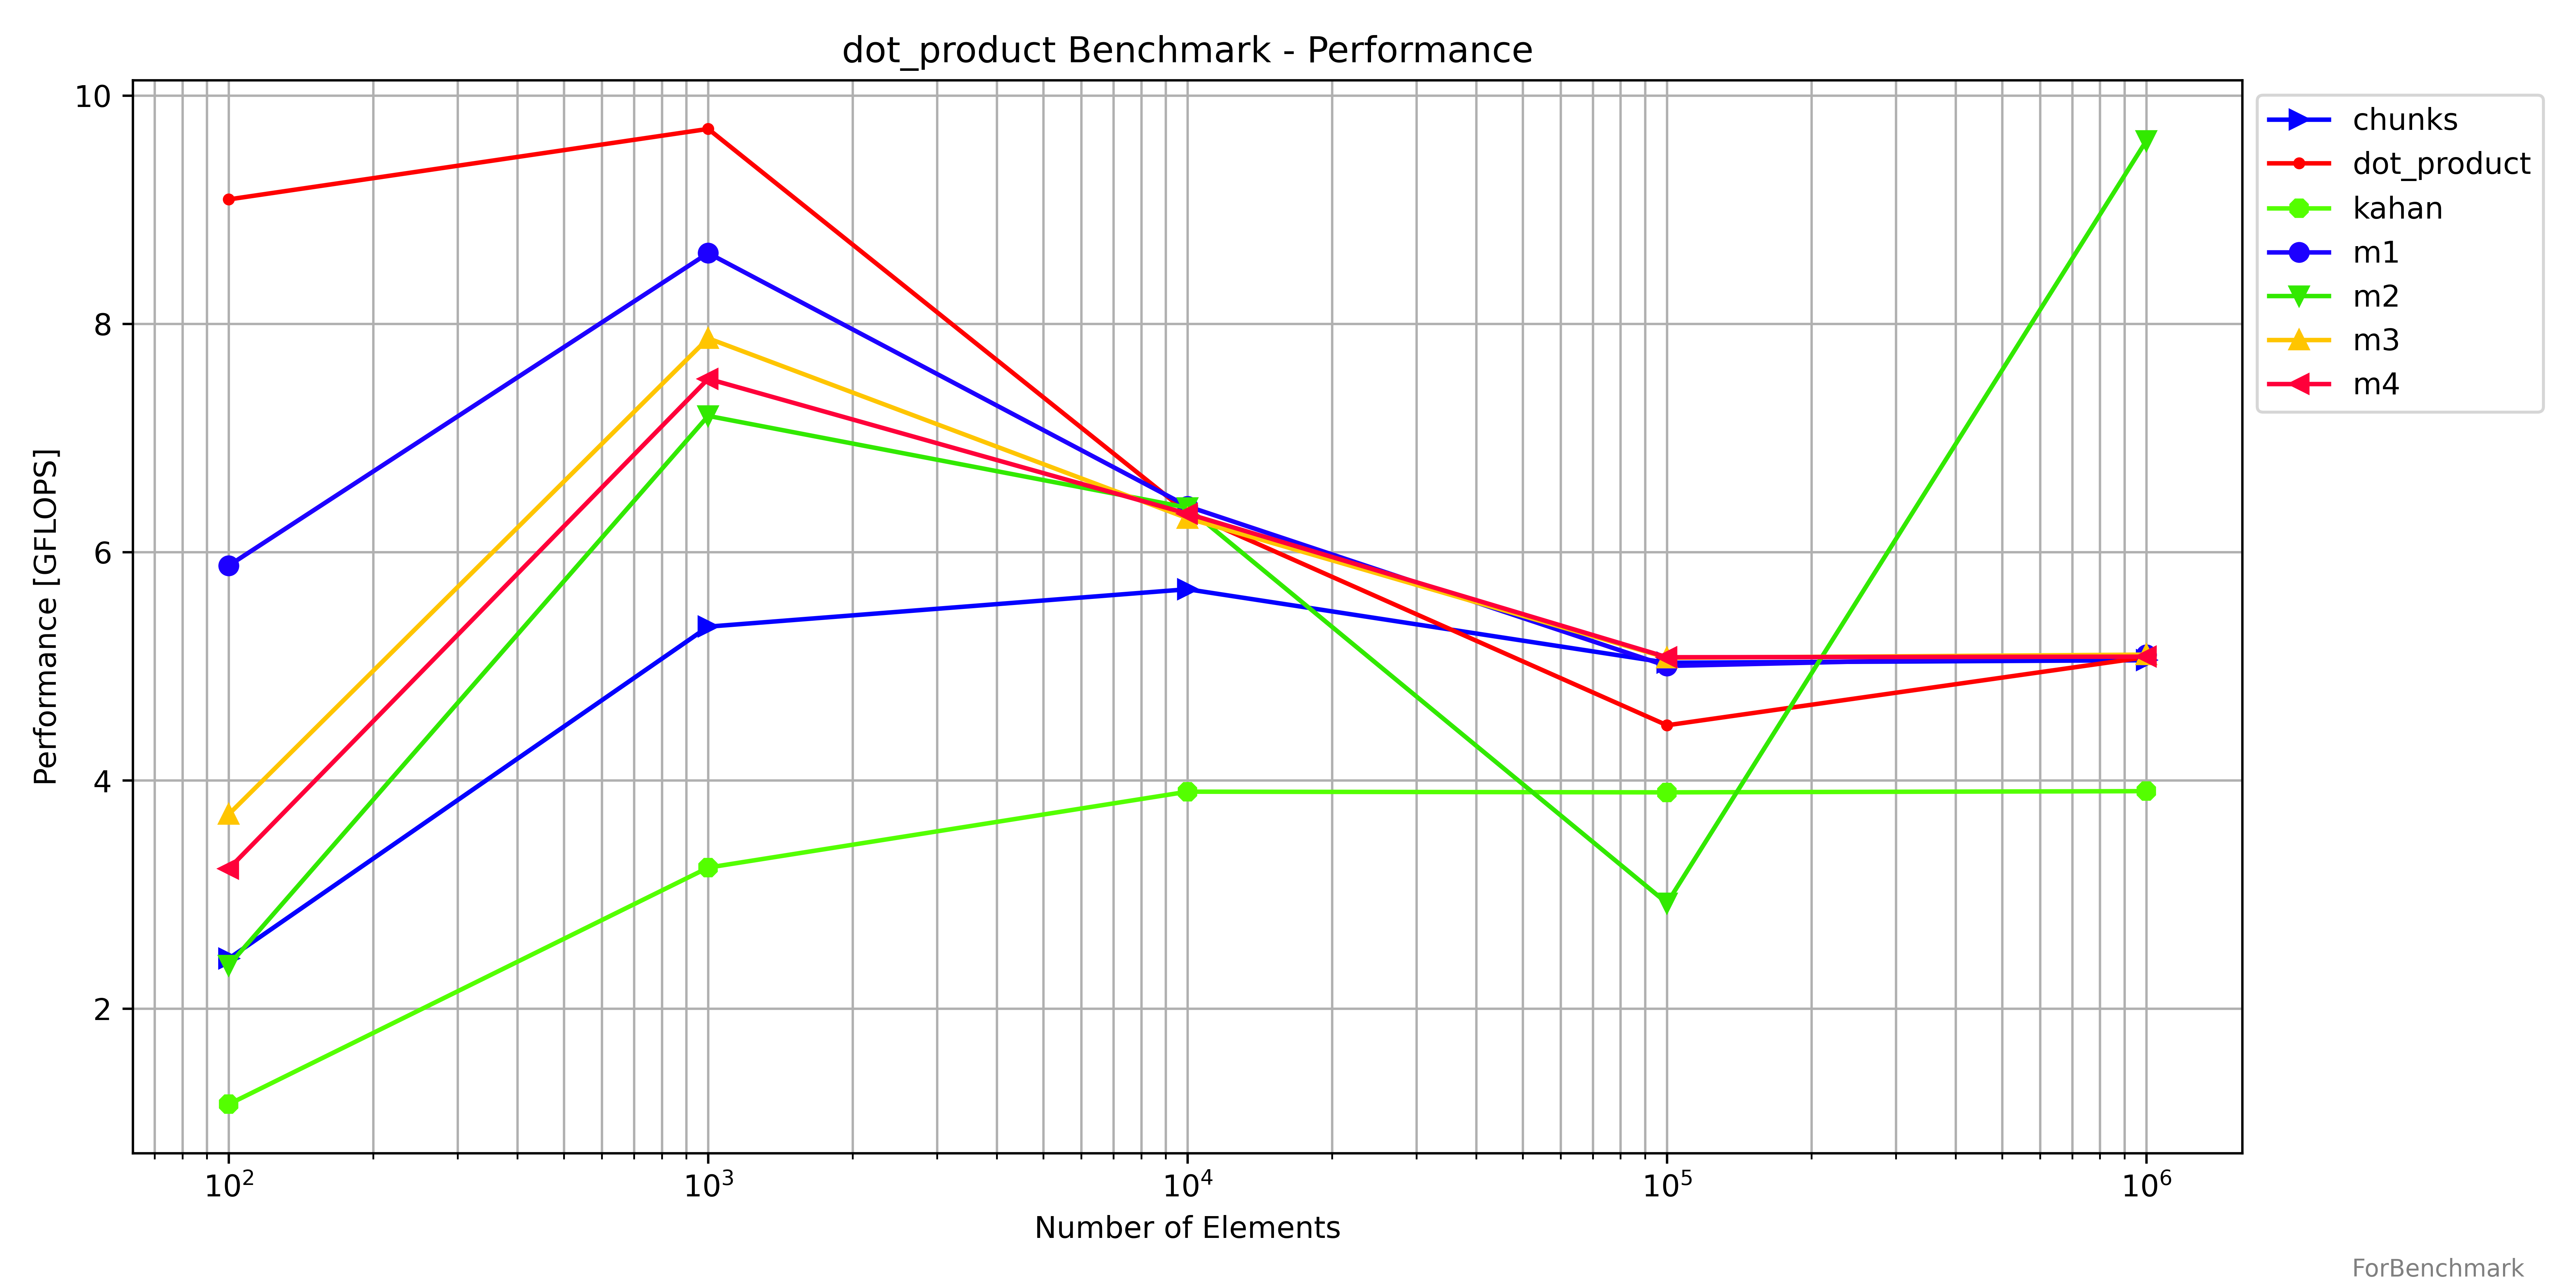 dot_product Benchmark - Performance
10
8
6
4
2
Performance [GFLOPS]
10²
10³
10⁴
10⁵
10⁶
Number of Elements
chunks
dot_product
kahan
m1
m2
m3
m4
ForBenchmark